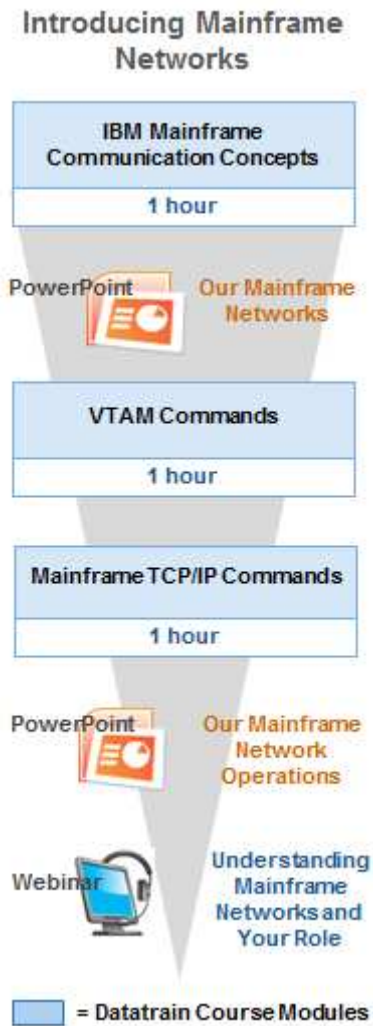 Introducing Mainframe
Networks
IBM Mainframe
Communication Concepts
1 hour
PowerPoint
Our Mainframe
Networks
VTAM Commands
1 hour
Mainframe TCP/IP Commands
1 hour
PowerPoint
Our Mainframe
Network
Operations
Webinar
Understanding
Mainframe
Networks and
Your Role
= Datatrain Course Modules